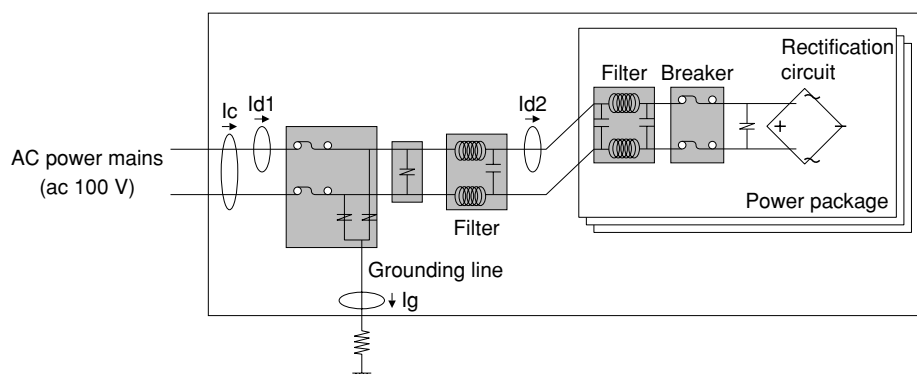 Rectification
circuit
Filter
Breaker
Ic
Id1
Id2
+
AC power mains
(ac 100 V)
Filter
Power package
Grounding line
Ig